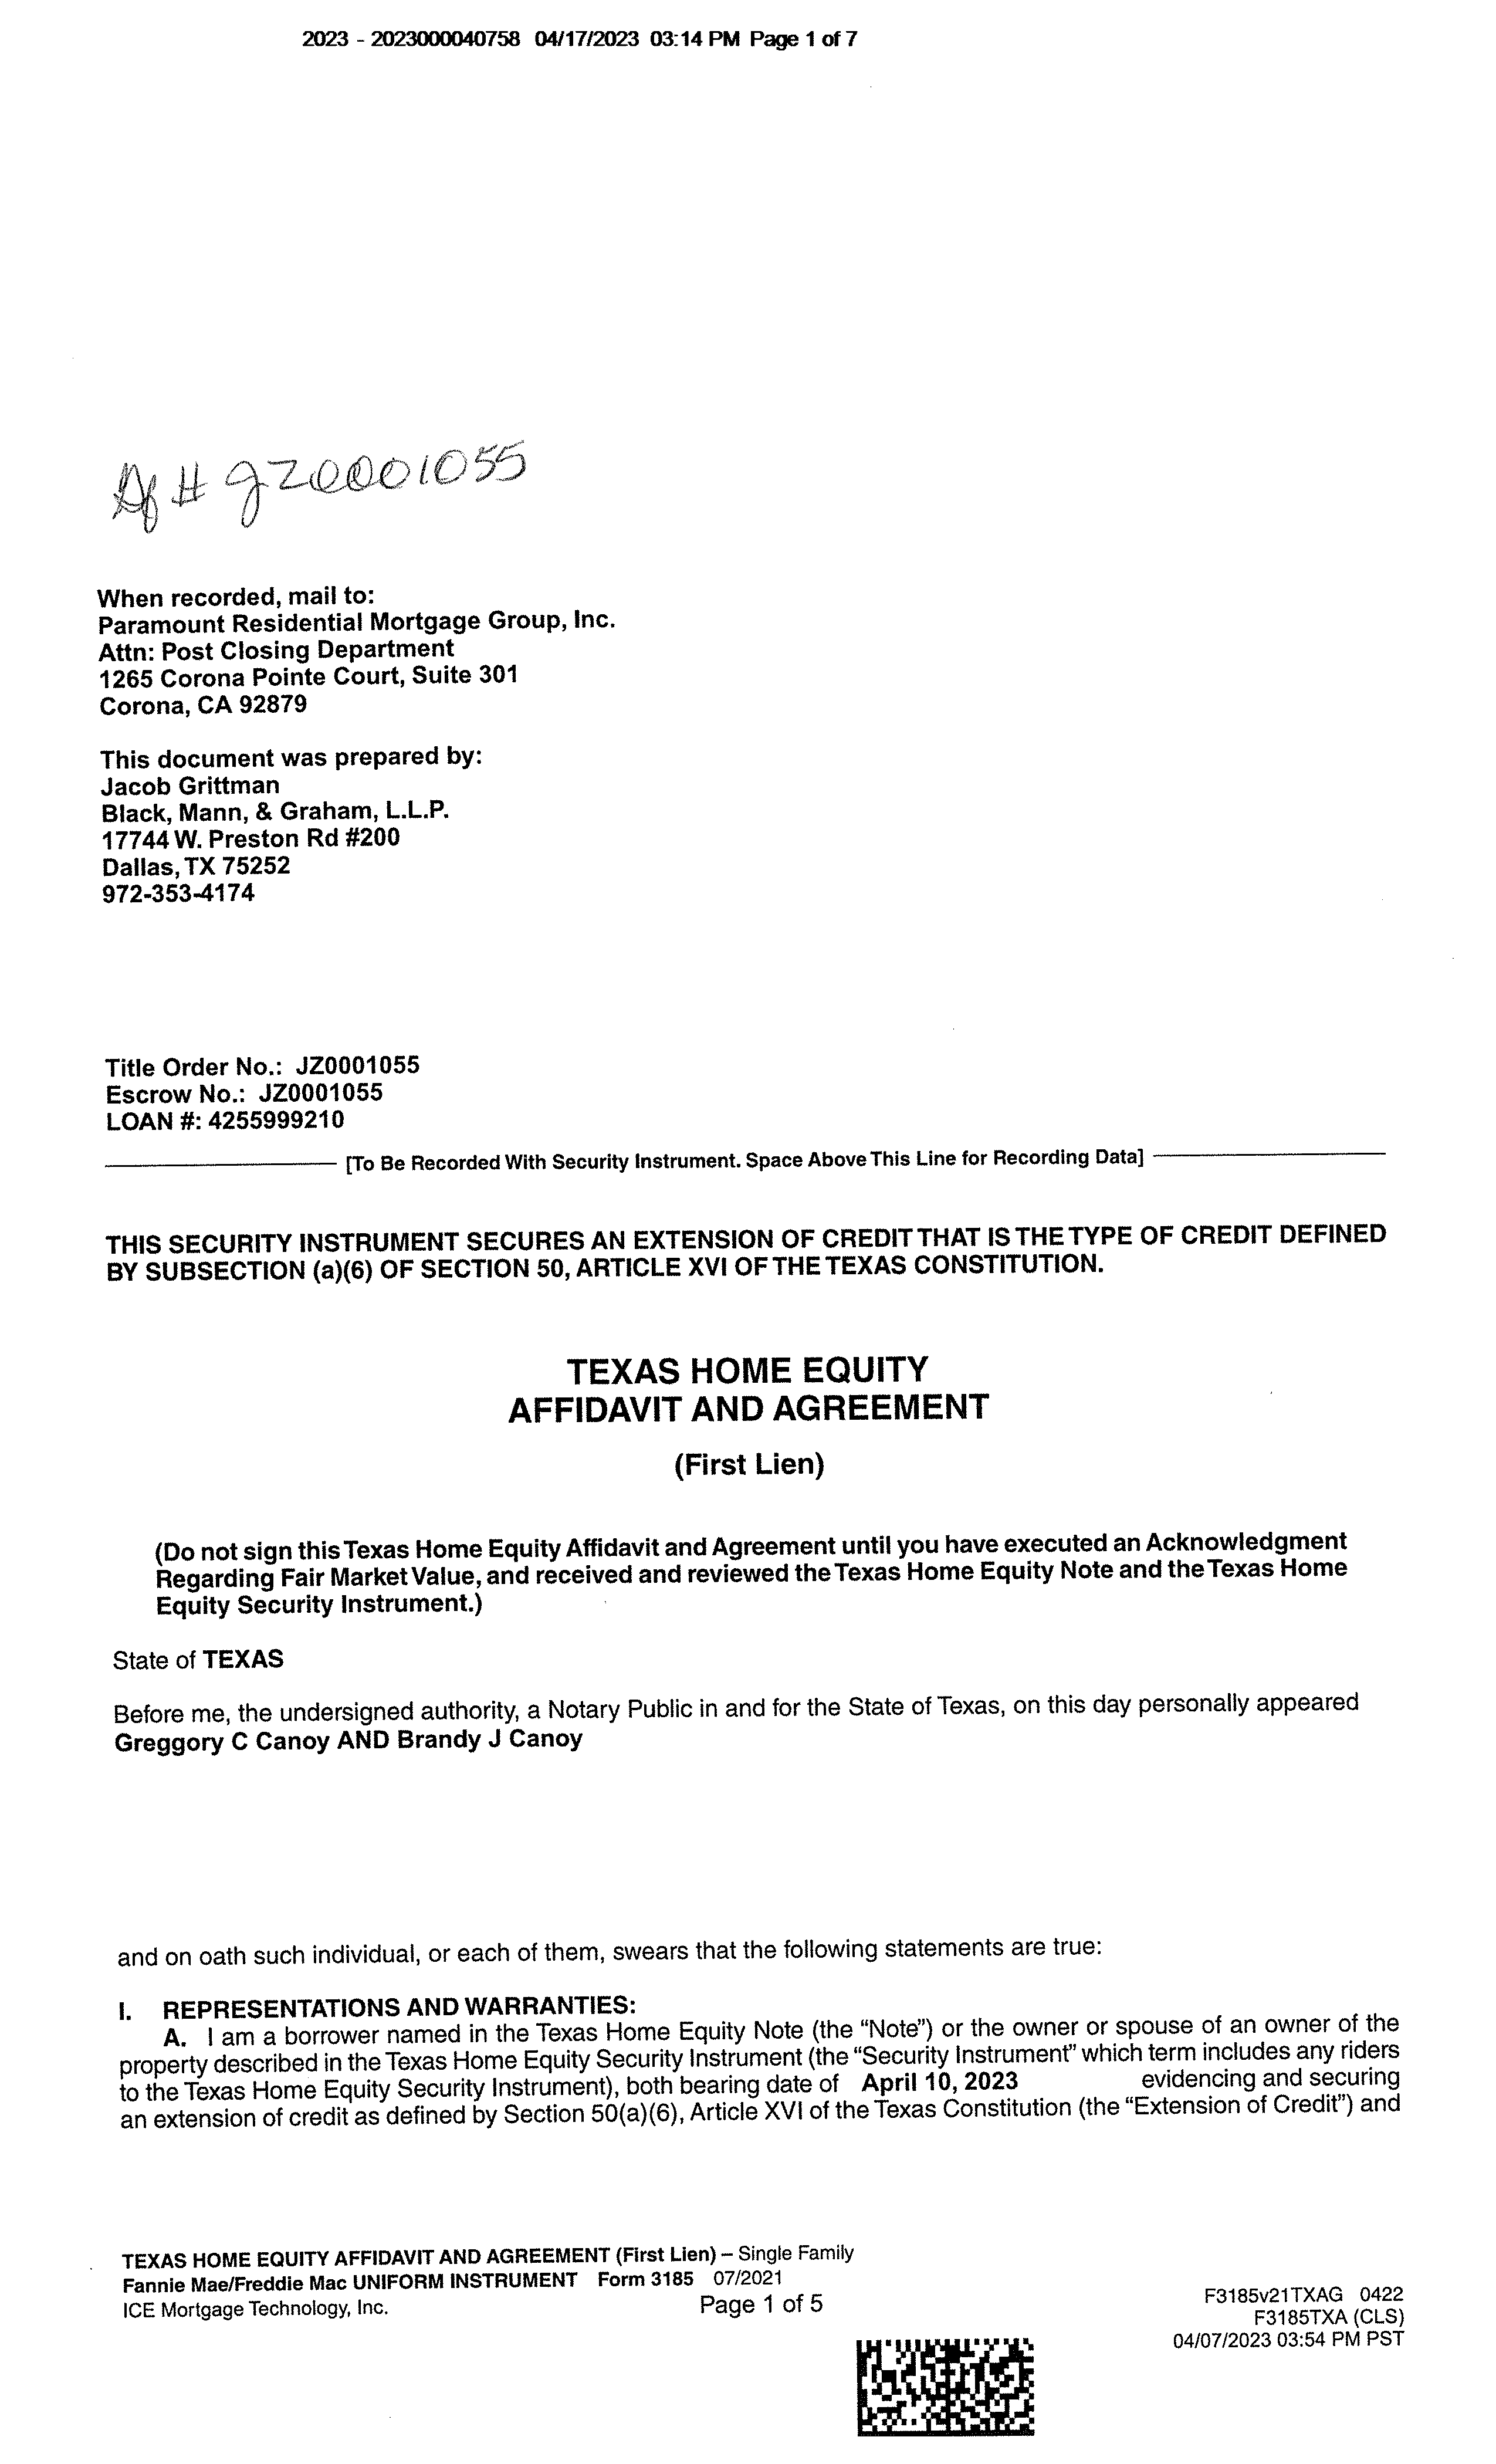 2023 - 2023000040758 04/17/2023 03:14 PM Page 1 of 7
# gZ0001055
When recorded, mail to:
Paramount Residential Mortgage Group, Inc.
Attn: Post Closing Department
1265 Corona Pointe Court, Suite 301
Corona, CA 92879
This document was prepared by:
Jacob Grittman
Black, Mann, & Graham, L.L.P.
17744 W. Preston Rd #200
Dallas, TX 75252
972-353-4174
Title Order No.: JZ0001055
Escrow No.: JZ0001055
LOAN #: 4255999210
[To Be Recorded With Security Instrument. Space Above This Line for Recording Data]
THIS SECURITY INSTRUMENT SECURES AN EXTENSION OF CREDIT THAT IS THE TYPE OF CREDIT DEFINED
BY SUBSECTION (a)(6) OF SECTION 50, ARTICLE XVI OF THE TEXAS CONSTITUTION.
TEXAS HOME EQUITY
AFFIDAVIT AND AGREEMENT
(First Lien)
(Do not sign this Texas Home Equity Affidavit and Agreement until you have executed an Acknowledgment
Regarding Fair Market Value, and received and reviewed the Texas Home Equity Note and the Texas Home
Equity Security Instrument.)
State of TEXAS
Before me, the undersigned authority, a Notary Public in and for the State of Texas, on this day personally appeared
Greggory C Canoy AND Brandy J Canoy
and on oath such individual, or each of them, swears that the following statements are true:
I. REPRESENTATIONS AND WARRANTIES:
A. I am a borrower named in the Texas Home Equity Note (the “Note”) or the owner or spouse of an owner of the
property described in the Texas Home Equity Security Instrument (the “Security Instrument” which term includes any riders
to the Texas Home Equity Security Instrument), both bearing date of April 10, 2023 evidencing and securing
an extension of credit as defined by Section 50(a)(6), Article XVI of the Texas Constitution (the “Extension of Credit”) and
TEXAS HOME EQUITY AFFIDAVIT AND AGREEMENT (First Lien) – Single Family
Fannie Mae/Freddie Mac UNIFORM INSTRUMENT Form 3185 07/2021
ICE Mortgage Technology, Inc. Page 1 of 5
F3185v21TXAG 0422
F3185TXA (CLS)
04/07/2023 03:54 PM PST